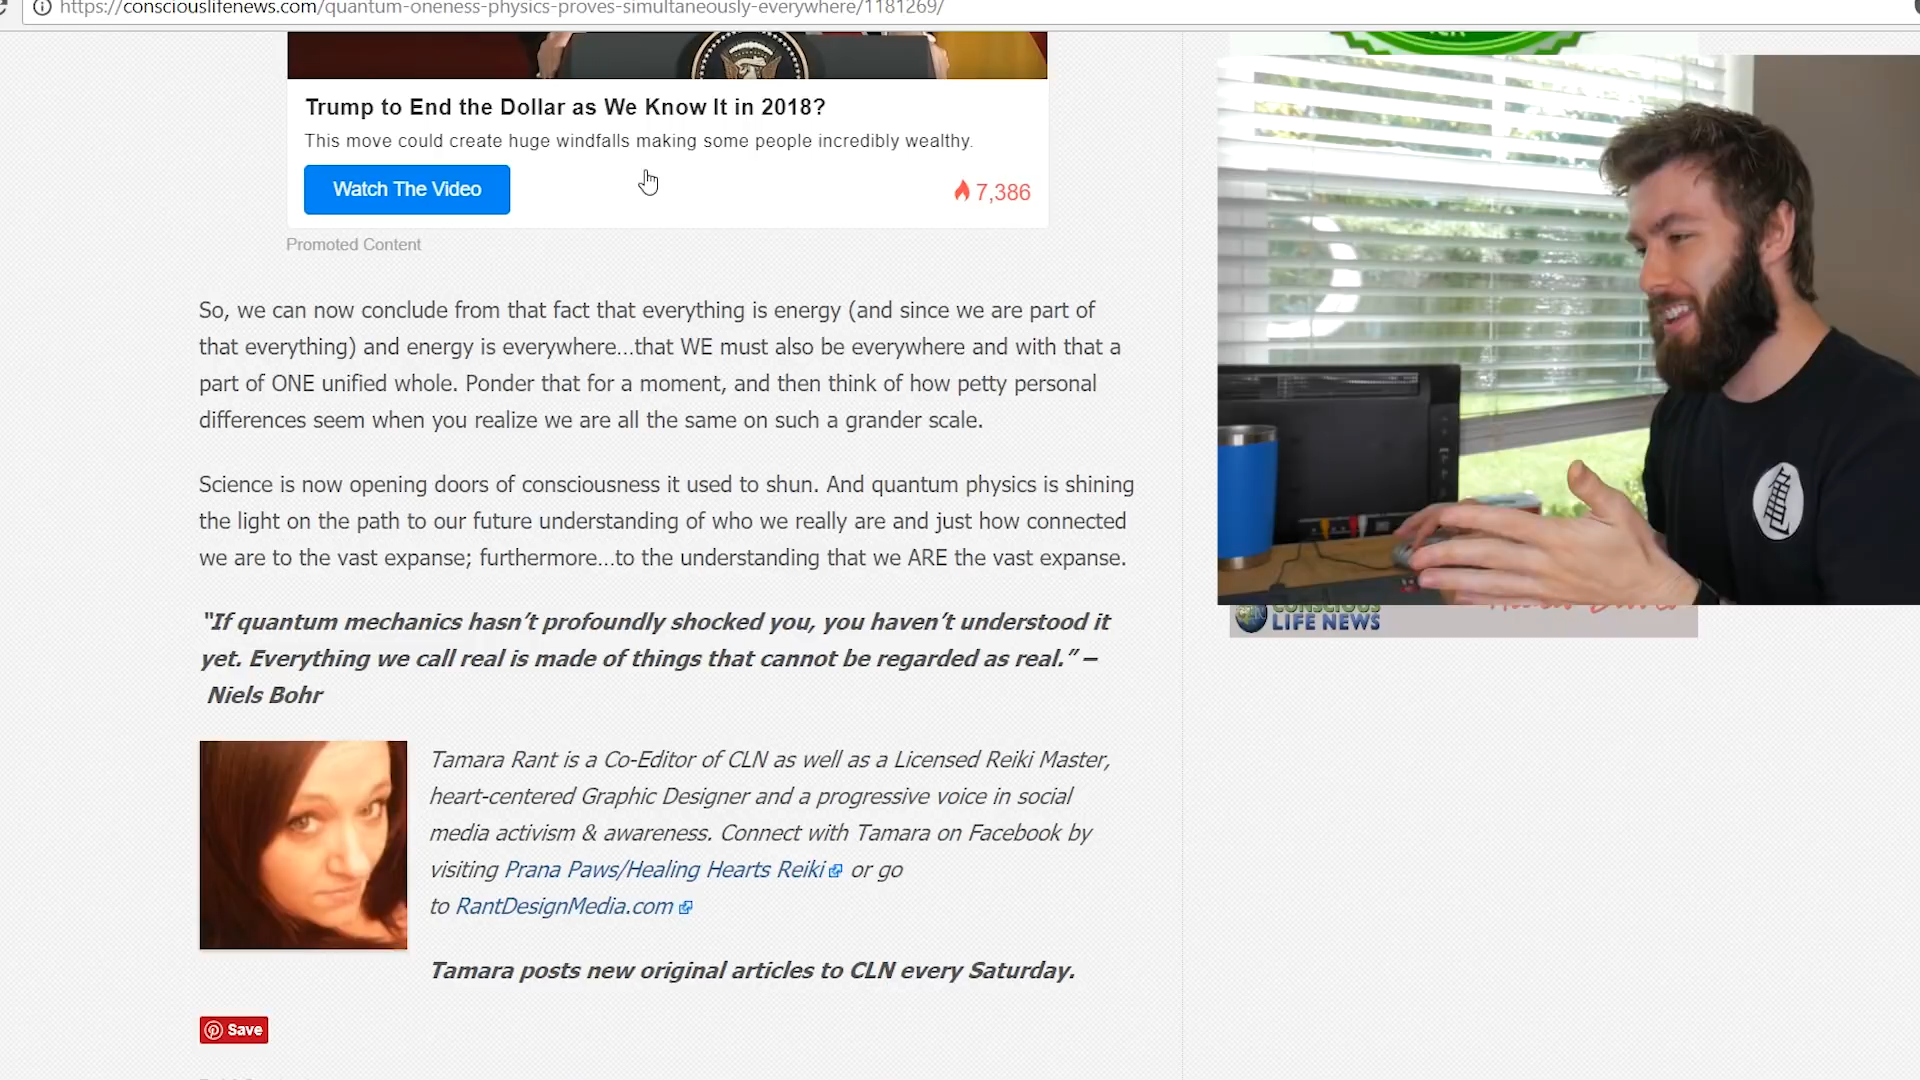 https://consciouslifenews.com/quantum-oneness-physics-proves-simultaneously-everywhere/1181269/
Trump to End the Dollar as We Know It in 2018?
This move could create huge windfalls making some people incredibly wealthy.
Watch The Video
7,386
Promoted Content
So, we can now conclude from that fact that everything is energy (and since we are part of
that everything) and energy is everywhere…that WE must also be everywhere and with that a
part of ONE unified whole. Ponder that for a moment, and then think of how petty personal
differences seem when you realize we are all the same on such a grander scale.
Science is now opening doors of consciousness it used to shun. And quantum physics is shining
the light on the path to our future understanding of who we really are and just how connected
we are to the vast expanse; furthermore…to the understanding that we ARE the vast expanse.
“If quantum mechanics hasn’t profoundly shocked you, you haven’t understood it
yet. Everything we call real is made of things that cannot be regarded as real.” –
Niels Bohr
Tamara Rant is a Co-Editor of CLN as well as a Licensed Reiki Master,
heart-centered Graphic Designer and a progressive voice in social
media activism & awareness. Connect with Tamara on Facebook by
visiting Prana Paws/Healing Hearts Reiki or go
to RantDesignMedia.com
Tamara posts new original articles to CLN every Saturday.
Save
CONSCIOUS
LIFE NEWS